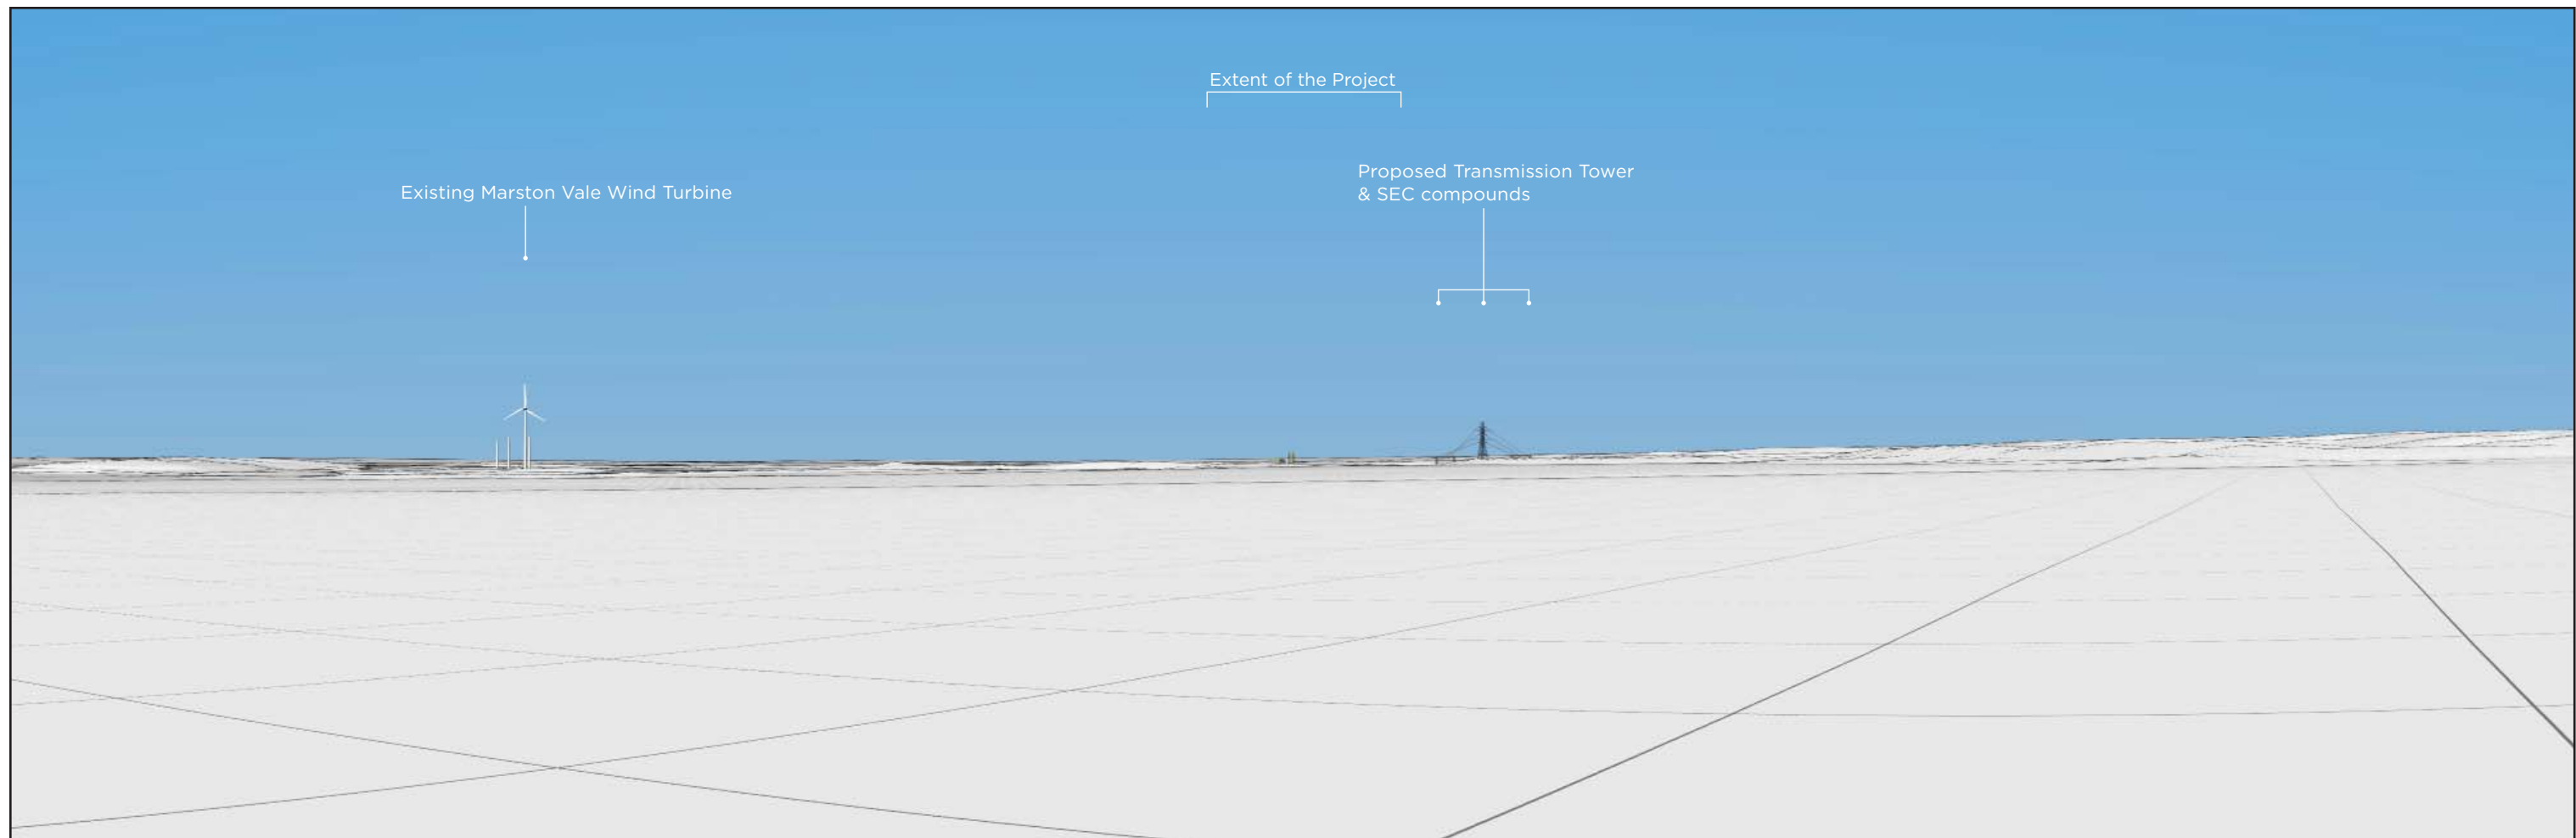 Extent of the Project
Existing Marston Vale Wind Turbine
Proposed Transmission Tower
& SEC compounds